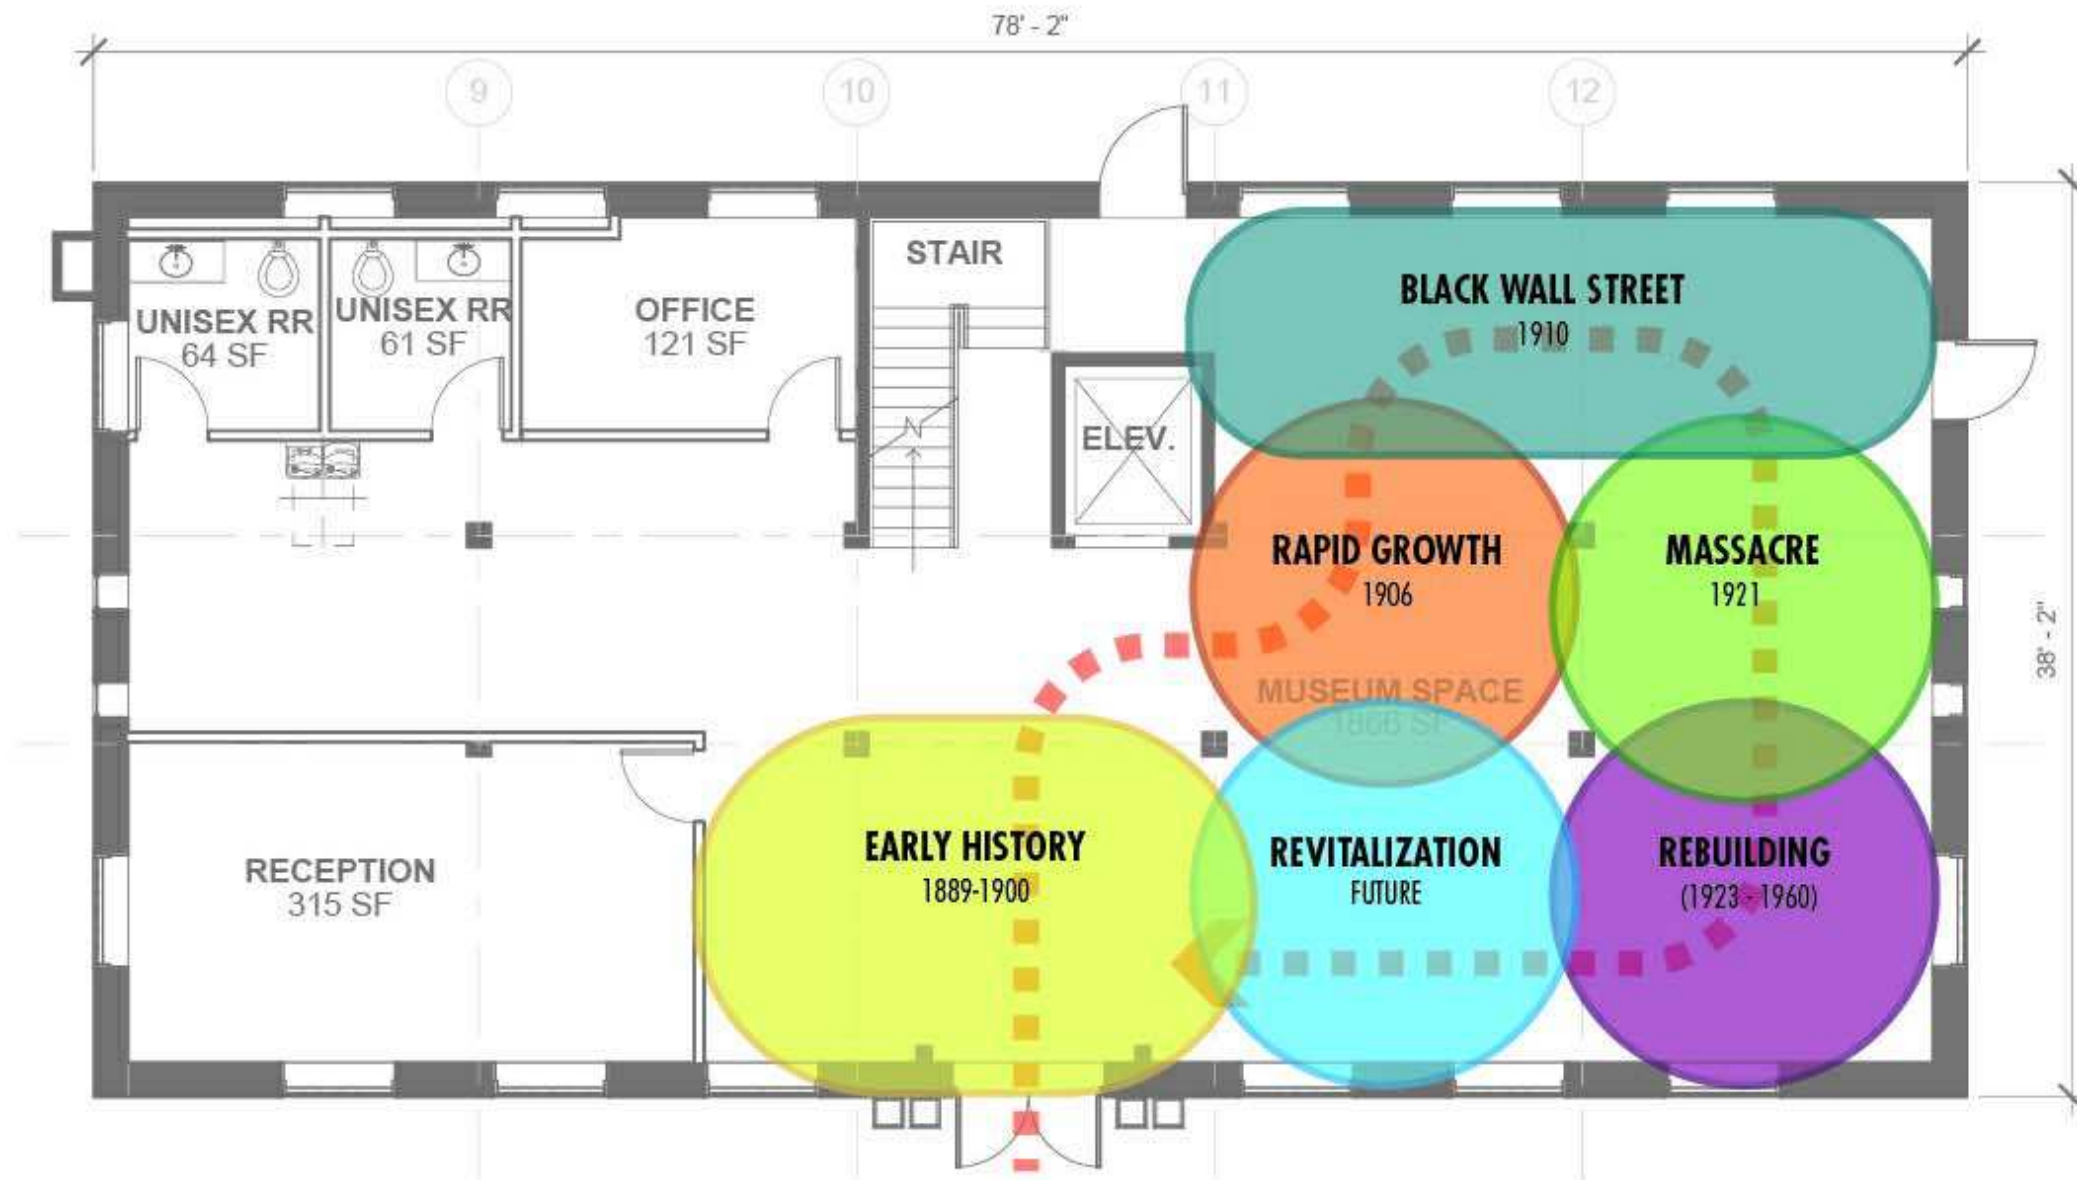 78' - 2"
9
10
11
12
STAIR
UNISEX RR
64 SF
UNISEX RR
61 SF
OFFICE
121 SF
BLACK WALL STREET
1910
ELEV.
RAPID GROWTH
1906
MASSACRE
1921
38' - 2"
MUSEUM SPACE
1866 SF
EARLY HISTORY
1889-1900
REVITALIZATION
FUTURE
REBUILDING
(1923 - 1960)
RECEPTION
315 SF